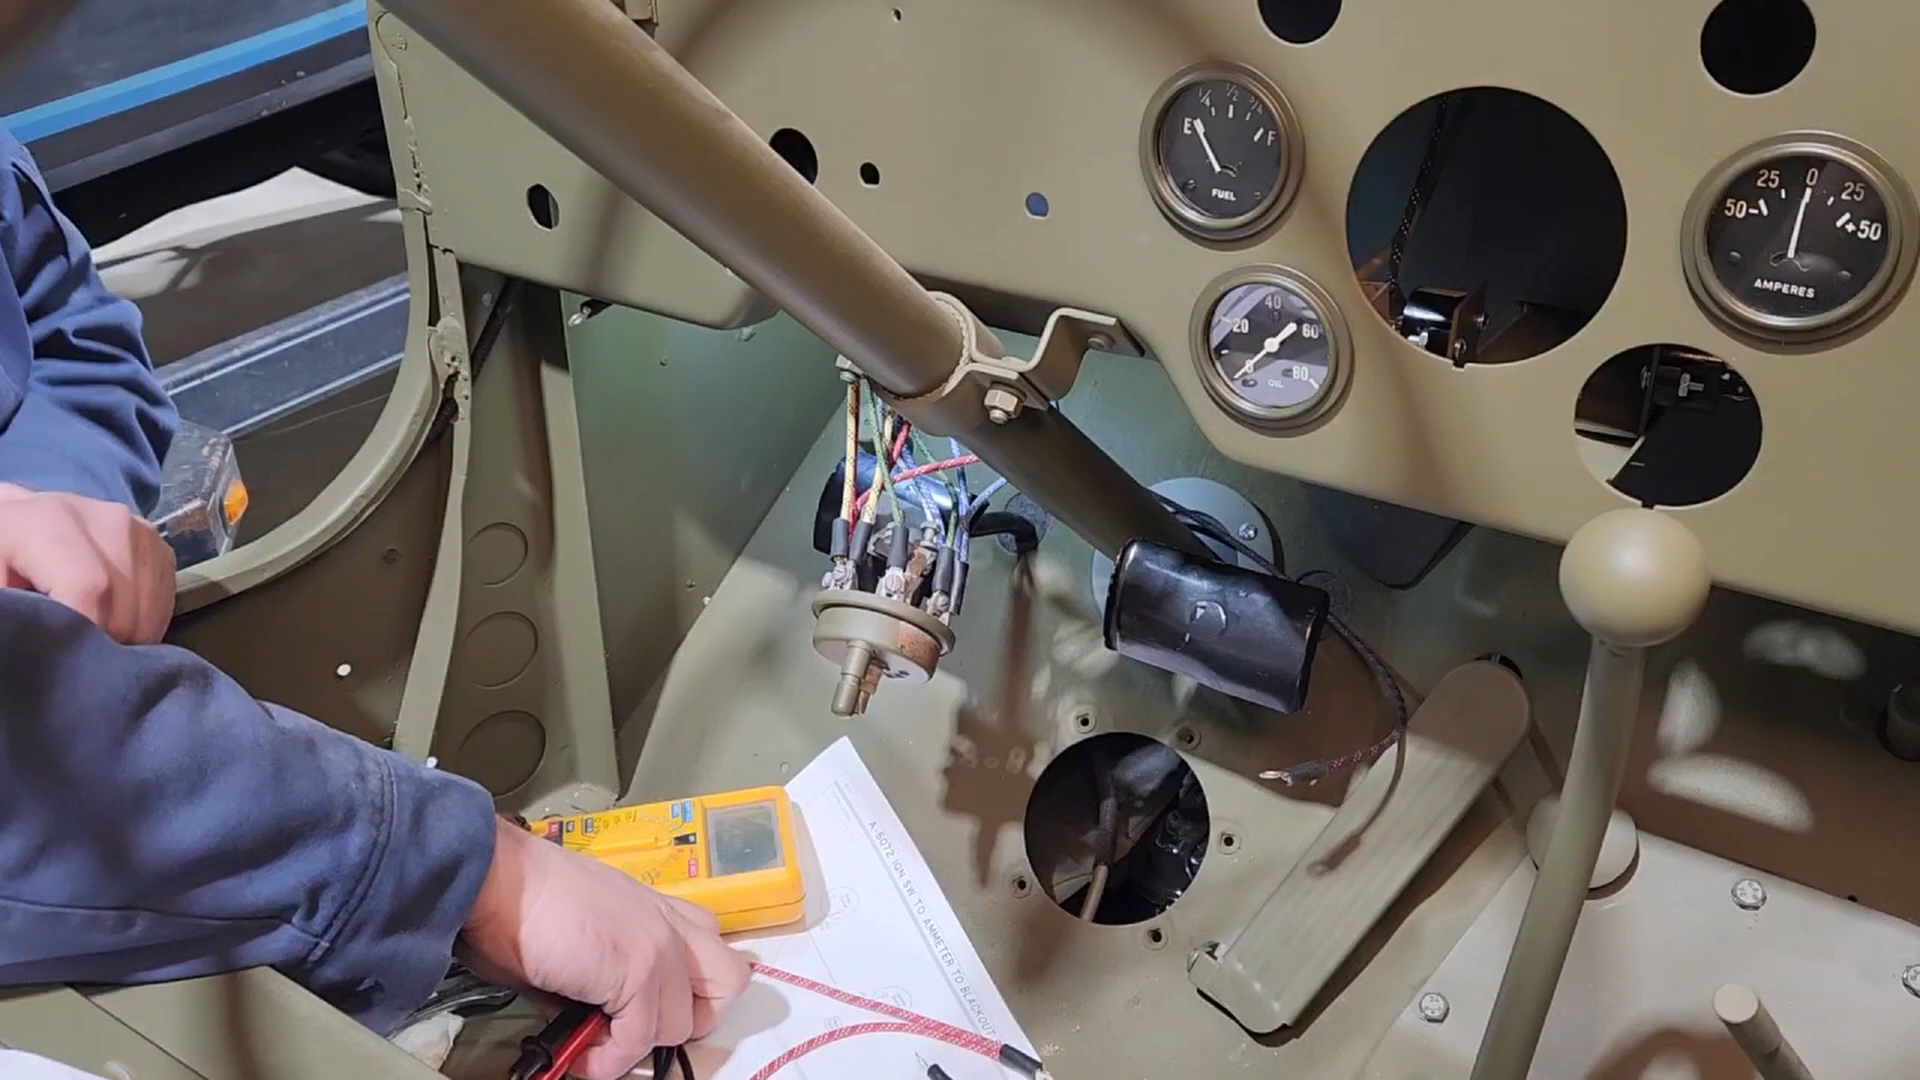 1/4 1/2 3/4
E F
FUEL
25 0 25
50- +50
AMPERES
40
20 60
0 80
OIL
A-5072 IGN SW TO AMMETER TO BLACKOUT